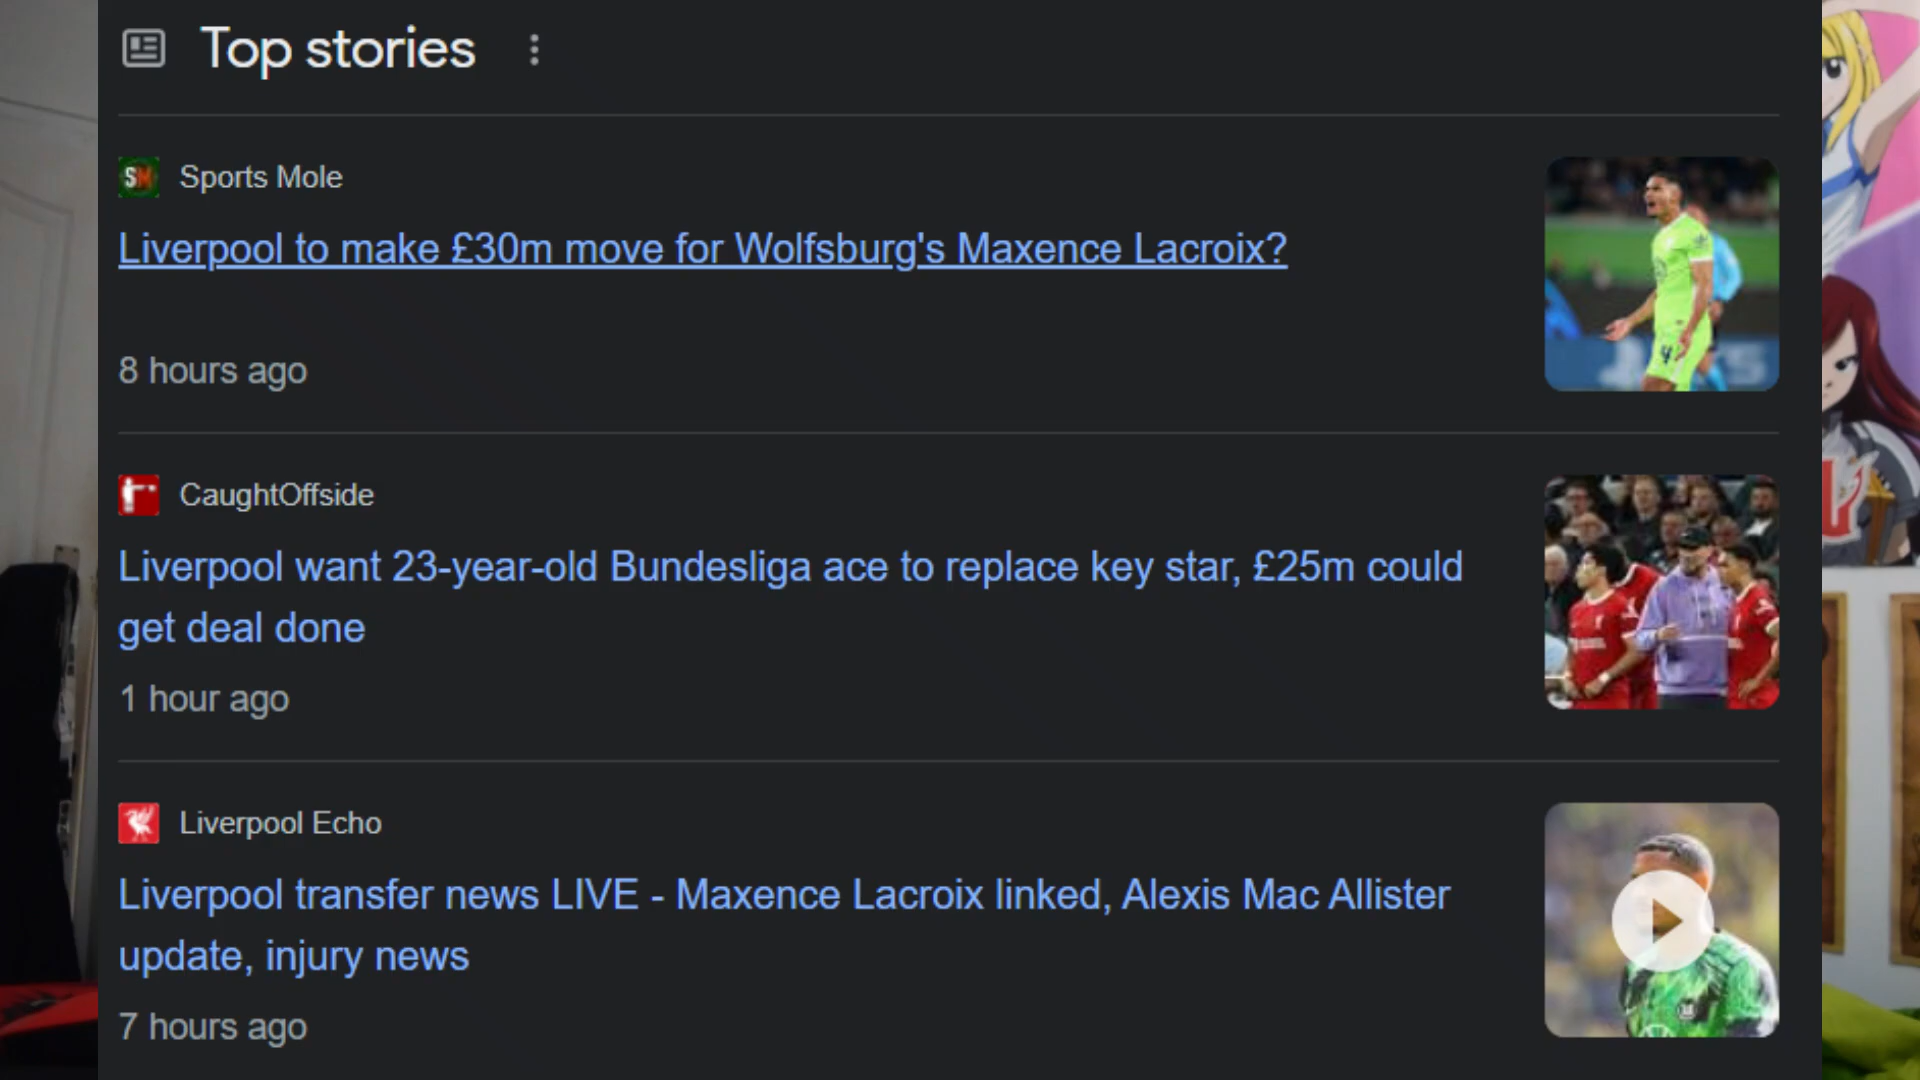 Top stories
SM Sports Mole
Liverpool to make £30m move for Wolfsburg's Maxence Lacroix?
4
8 hours ago
CaughtOffside
Liverpool want 23-year-old Bundesliga ace to replace key star, £25m could
get deal done
1 hour ago
Liverpool Echo
Liverpool transfer news LIVE - Maxence Lacroix linked, Alexis Mac Allister
update, injury news
7 hours ago